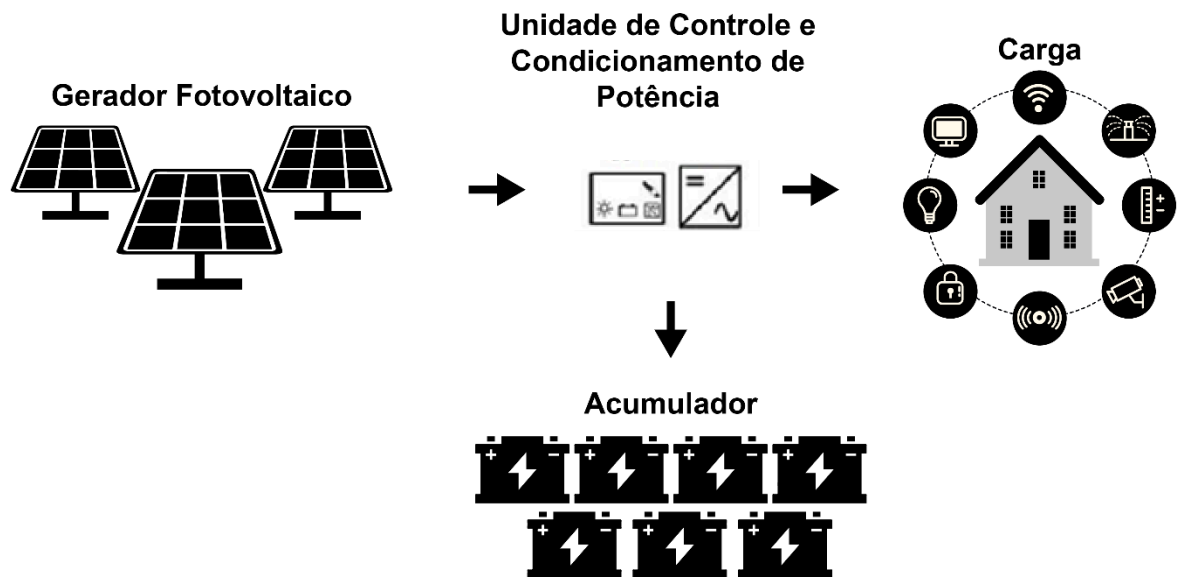 Gerador Fotovoltaico
Unidade de Controle e
Condicionamento de
Potência
Carga
Acumulador